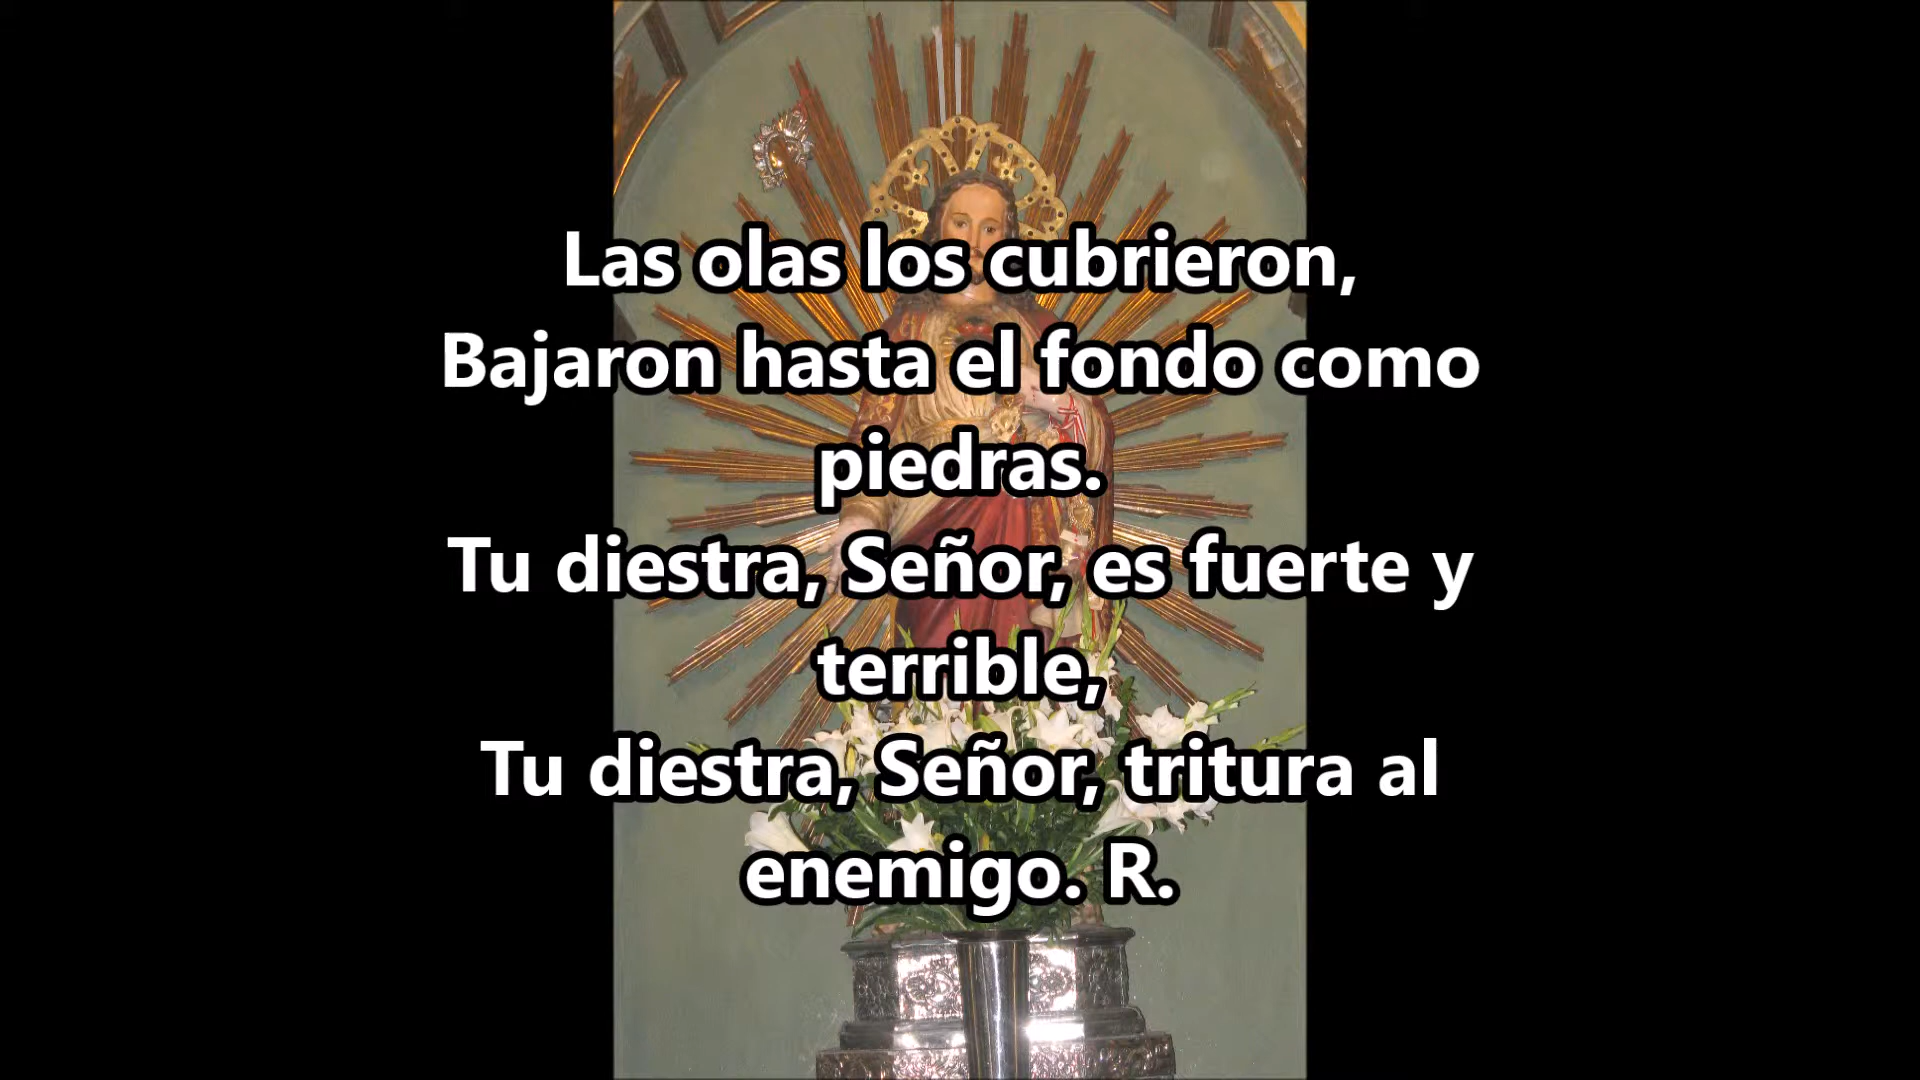 Las olas los cubrieron,
Bajaron hasta el fondo como
piedras.
Tu diestra, Señor, es fuerte y
terrible,
Tu diestra, Señor, tritura al
enemigo. R.